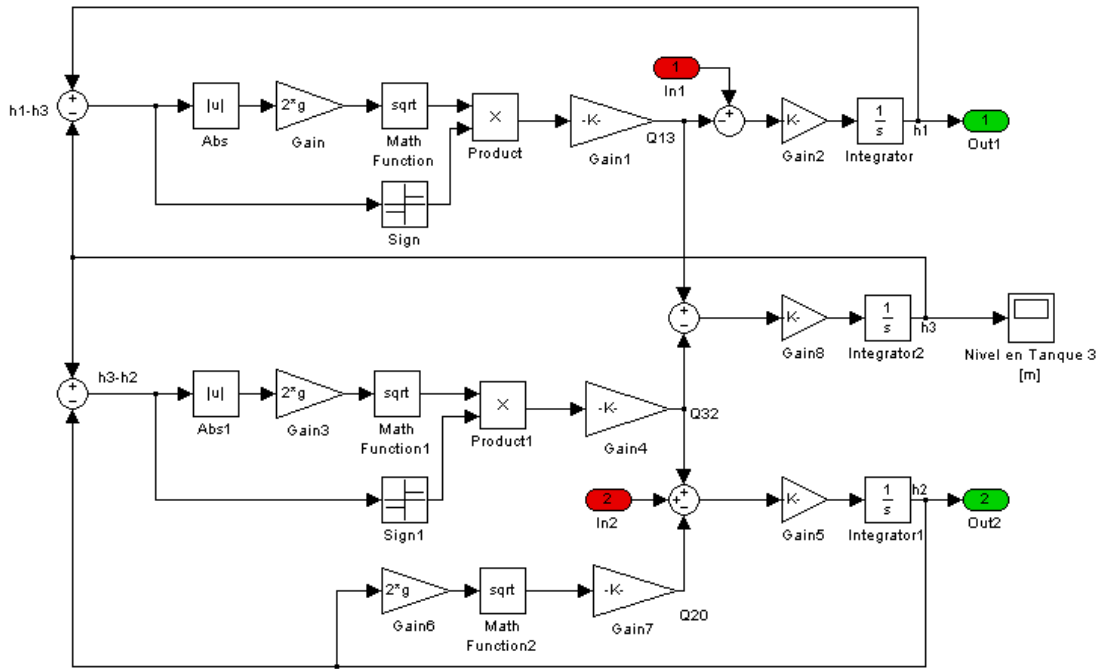 1
In1
h1-h3
+
−
|u|
Abs
2*g
Gain
sqrt
Math
Function
×
Product
-K-
Gain1
Q13
+
−
K-
Gain2
1
s
Integrator
h1
1
Out1
Sign
+
−
K-
Gain8
1
s
Integrator2
h3
Nivel en Tanque 3
[m]
+
−
h3-h2
|u|
Abs1
2*g
Gain3
sqrt
Math
Function1
×
Product1
-K-
Gain4
Q32
Sign1
2
In2
+
+
−
K-
Gain5
1
s
Integrator1
h2
2
Out2
2*g
Gain6
sqrt
Math
Function2
-K-
Gain7
Q20